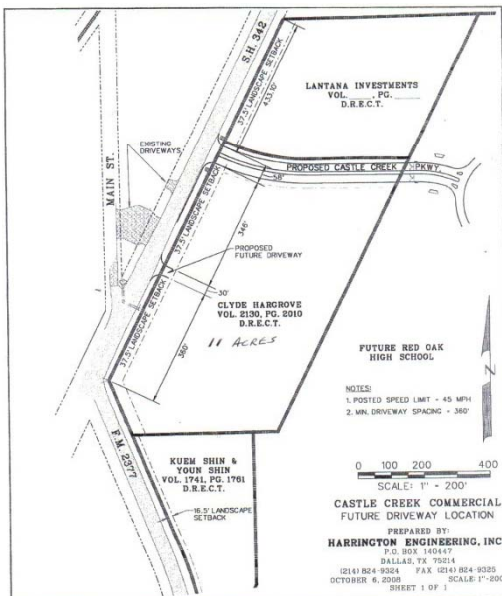 S.H. 342
37.5' LANDSCAPE SETBACK
433.10'
LANTANA INVESTMENTS
VOL. ____, PG. ____
D.R.E.C.T.
EXISTING
DRIVEWAYS
MAIN ST.
PROPOSED CASTLE CREEK PKWY.
58'
37.5' LANDSCAPE SETBACK
346'
PROPOSED
FUTURE DRIVEWAY
30'
CLYDE HARGROVE
VOL. 2130, PG. 2010
D.R.E.C.T.
11 ACRES
37.5' LANDSCAPE SETBACK
360'
FUTURE RED OAK
HIGH SCHOOL
NOTES:
1. POSTED SPEED LIMIT - 45 MPH
2. MIN. DRIVEWAY SPACING - 360'
F.M. 2377
KUEM SHIN &
YOUN SHIN
VOL. 1741, PG. 1761
D.R.E.C.T.
16.5' LANDSCAPE
SETBACK
0 100 200 400
SCALE: 1" - 200'
CASTLE CREEK COMMERCIAL
FUTURE DRIVEWAY LOCATION
PREPARED BY:
HARRINGTON ENGINEERING, INC
P.O. BOX 140447
DALLAS, TX 75214
(214) 824-9324 FAX (214) 824-9325
OCTOBER 6, 2008 SCALE: 1"-200
SHEET 1 OF 1